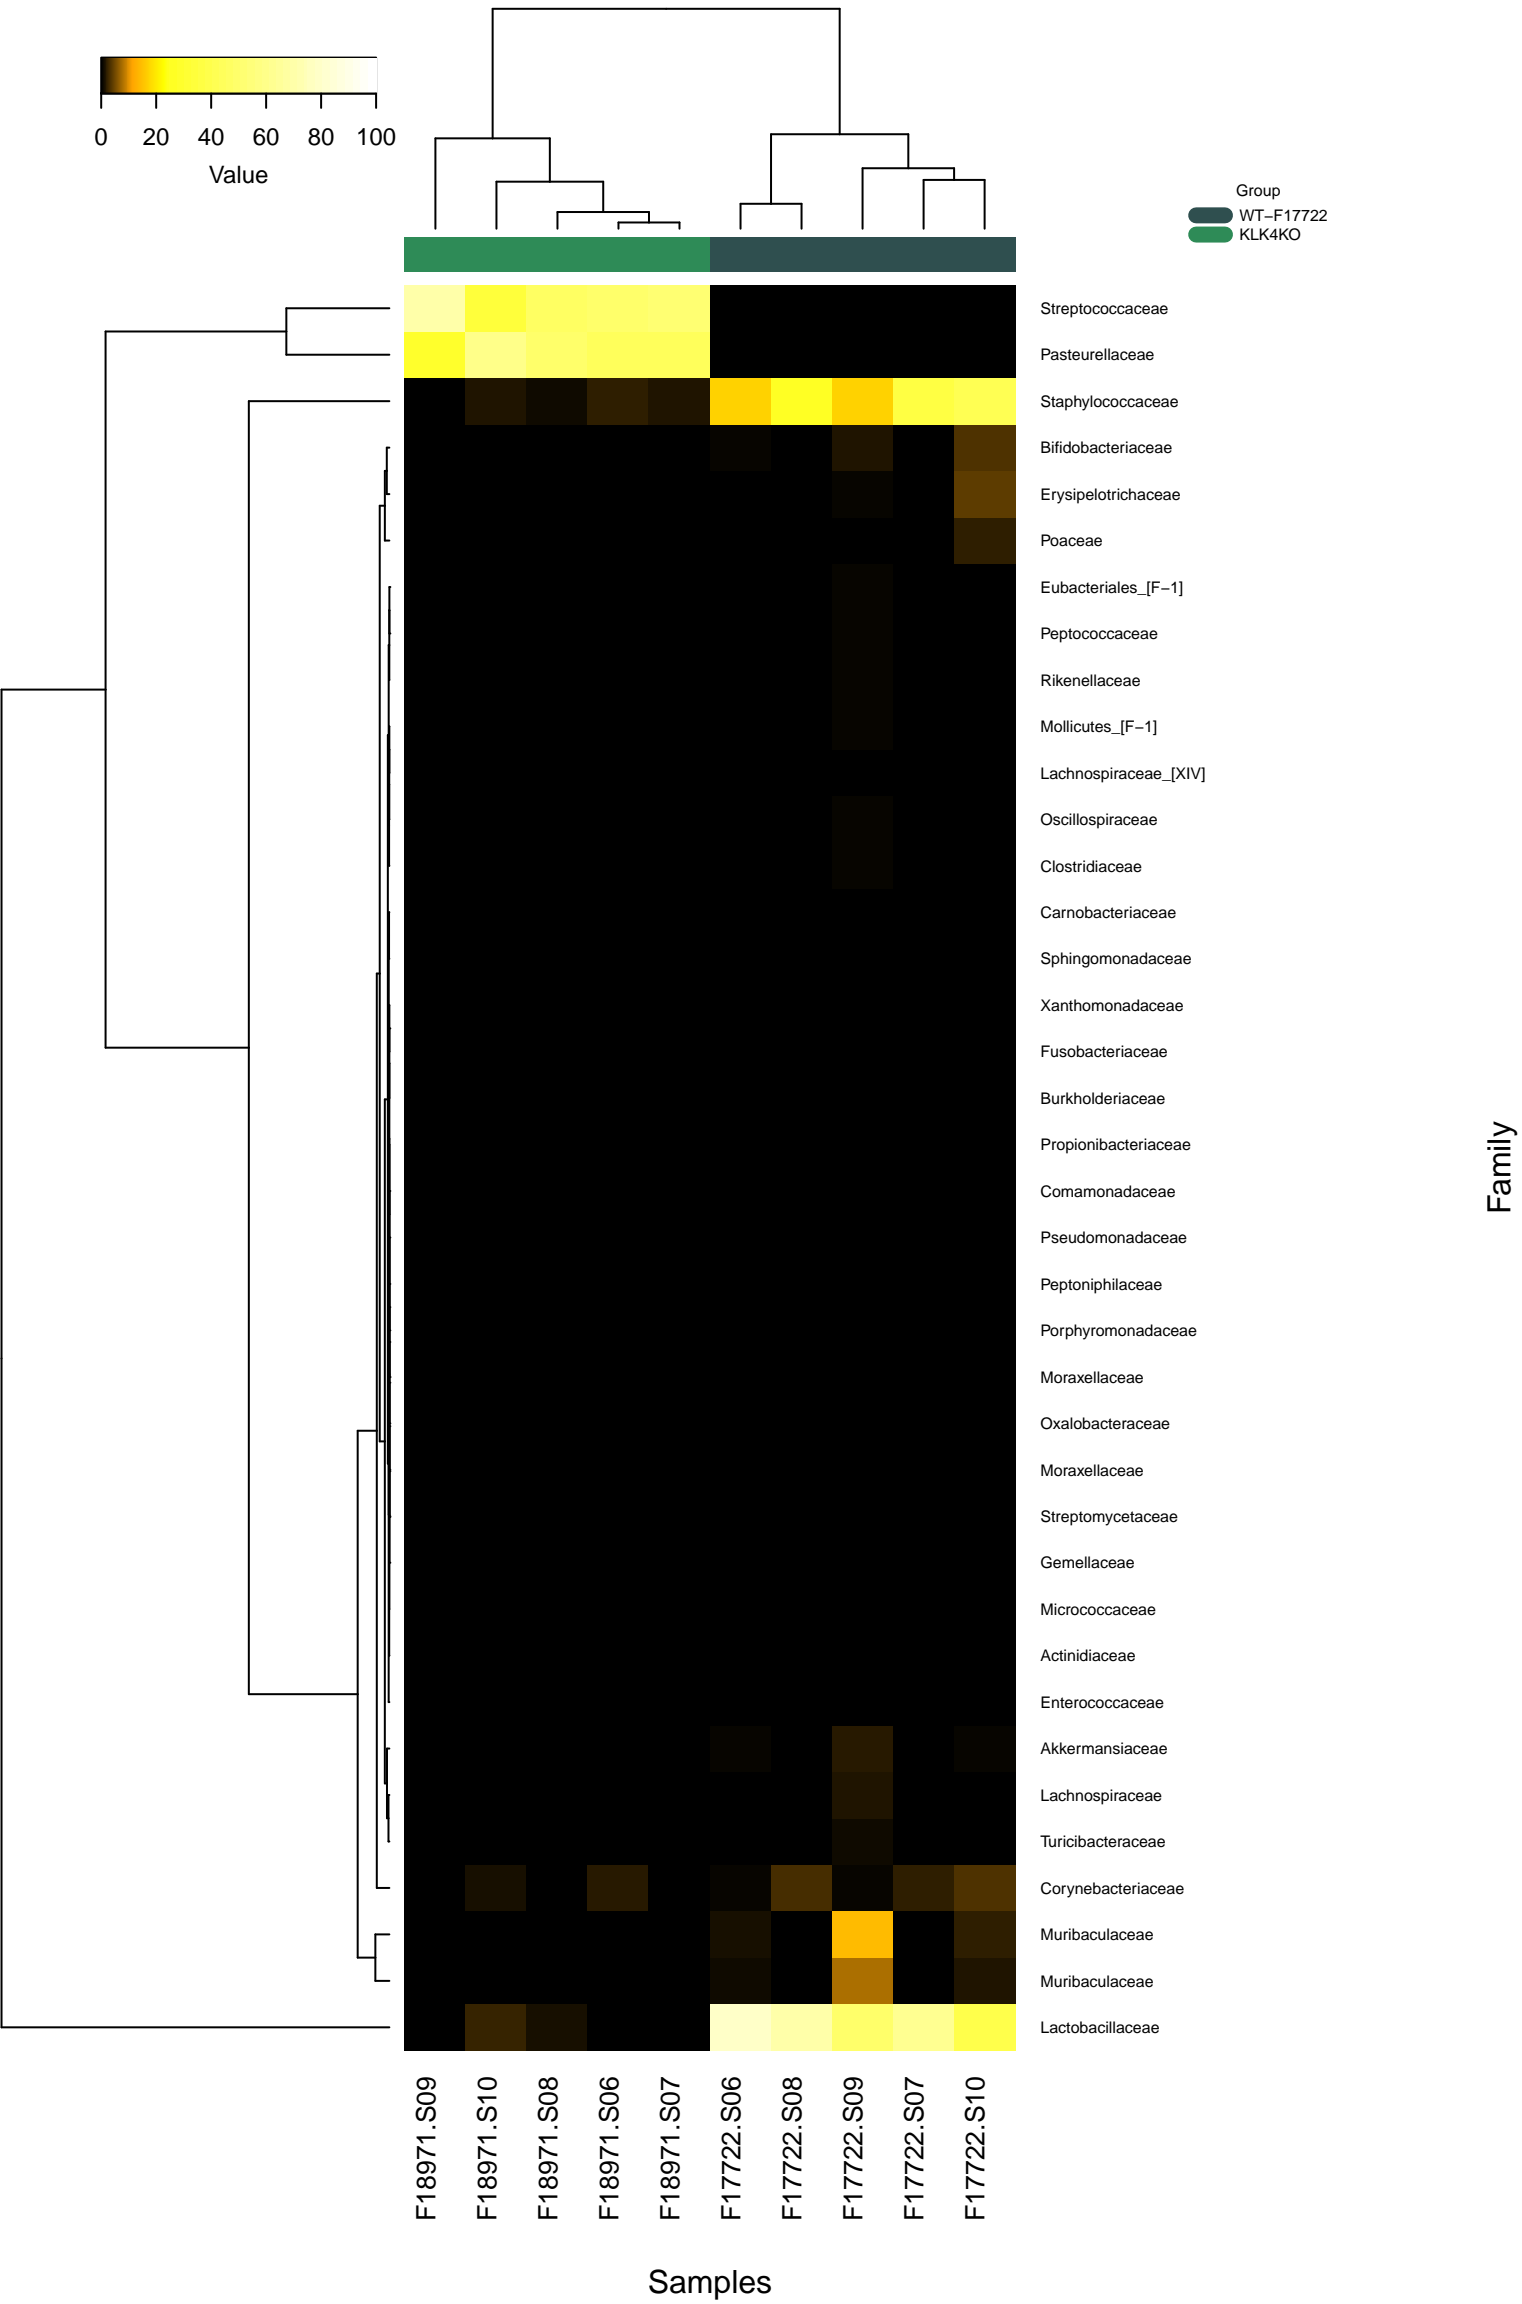 0 20 40 60 80 100
Value
Group
WT−F17722
KLK4KO
Streptococcaceae
Pasteurellaceae
Staphylococcaceae
Bifidobacteriaceae
Erysipelotrichaceae
Poaceae
Eubacteriales_[F−1]
Peptococcaceae
Rikenellaceae
Mollicutes_[F−1]
Lachnospiraceae_[XIV]
Oscillospiraceae
Clostridiaceae
Carnobacteriaceae
Sphingomonadaceae
Xanthomonadaceae
Fusobacteriaceae
Burkholderiaceae
Propionibacteriaceae
Comamonadaceae
Pseudomonadaceae
Peptoniphilaceae
Porphyromonadaceae
Moraxellaceae
Oxalobacteraceae
Moraxellaceae
Streptomycetaceae
Gemellaceae
Micrococcaceae
Actinidiaceae
Enterococcaceae
Akkermansiaceae
Lachnospiraceae
Turicibacteraceae
Corynebacteriaceae
Muribaculaceae
Muribaculaceae
Lactobacillaceae
Family
F18971.S09
F18971.S10
F18971.S08
F18971.S06
F18971.S07
F17722.S06
F17722.S08
F17722.S09
F17722.S07
F17722.S10
Samples